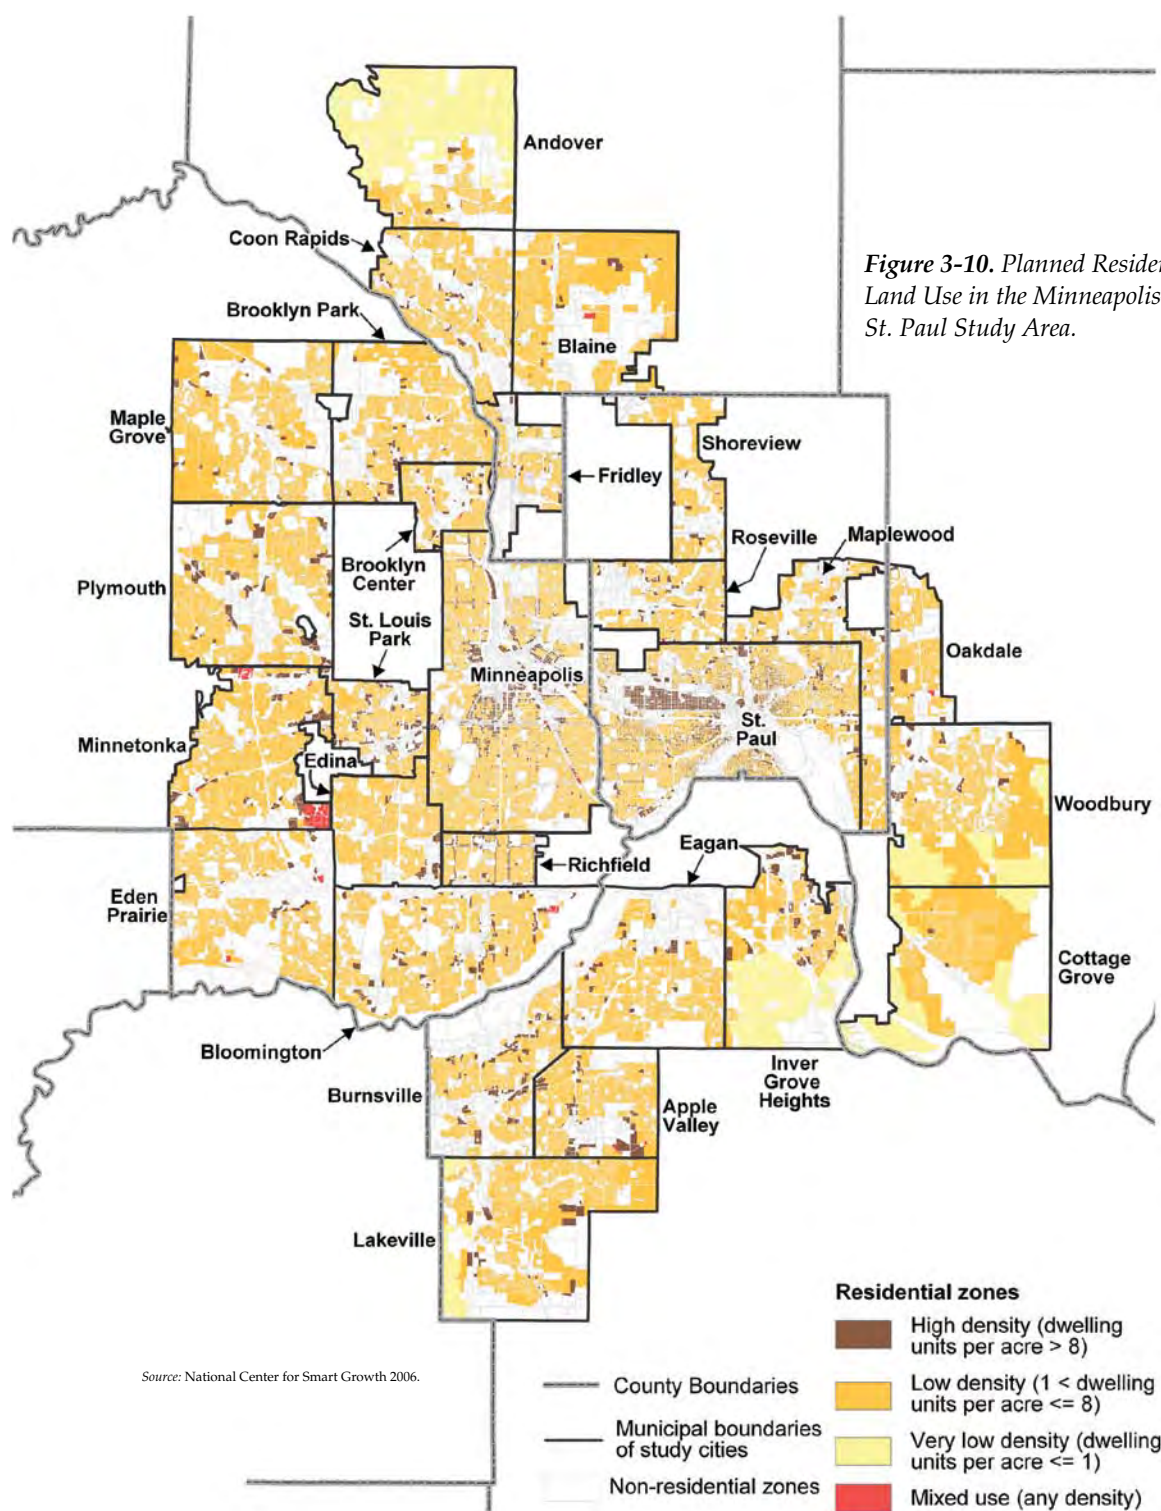 Andover
Coon Rapids
Figure 3-10. Planned Reside
Land Use in the Minneapolis
St. Paul Study Area.
Brooklyn Park
Blaine
Maple
Grove
Shoreview
Fridley
Roseville
Maplewood
Brooklyn
Center
Plymouth
St. Louis
Park
Oakdale
Minneapolis
St.
Paul
Minnetonka
Edina
Woodbury
Eagan
Richfield
Eden
Prairie
Cottage
Grove
Bloomington
Inver
Grove
Heights
Burnsville
Apple
Valley
Lakeville
Residential zones
High density (dwelling
units per acre > 8)
Low density (1 < dwelling
units per acre <= 8)
Very low density (dwelling
units per acre <= 1)
Mixed use (any density)
Source: National Center for Smart Growth 2006.
County Boundaries
Municipal boundaries
of study cities
Non-residential zones